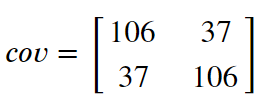 cov = [ 106 37
37 106 ]